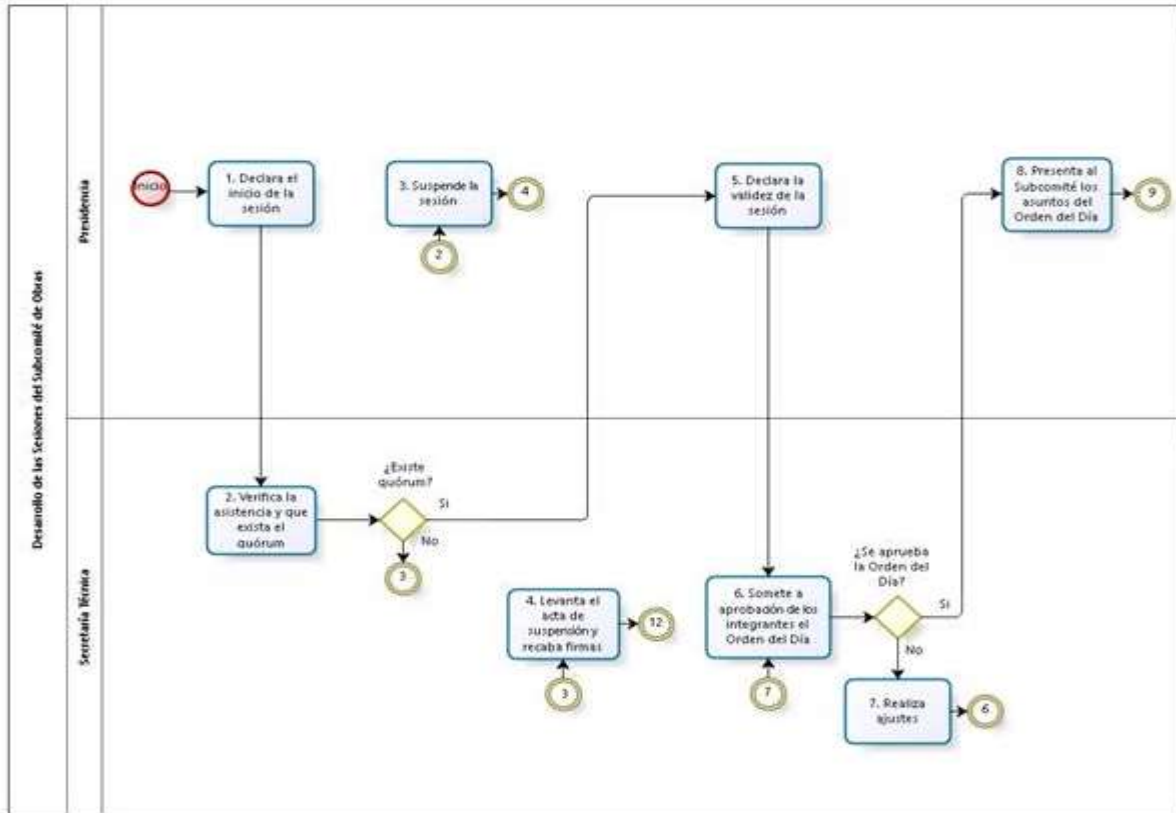 Desarrollo de las Sesiones del Subcomité de Obras
Presidencia
Inicio
1. Declara el
inicio de la
sesión
3. Suspende la
sesión
4
2
5. Declara la
validez de la
sesión
8. Presenta al
Subcomité los
asuntos del
Orden del Día
9
Secretaría Técnica
2. Verifica la
asistencia y que
exista el
quórum
¿Existe
quórum?
Si
No
3
4. Levanta el
acta de
suspensión y
recaba firmas
12
3
6. Somete a
aprobación de los
integrantes el
Orden del Día
7
¿Se aprueba
la Orden del
Día?
Si
No
7. Realiza
ajustes
6